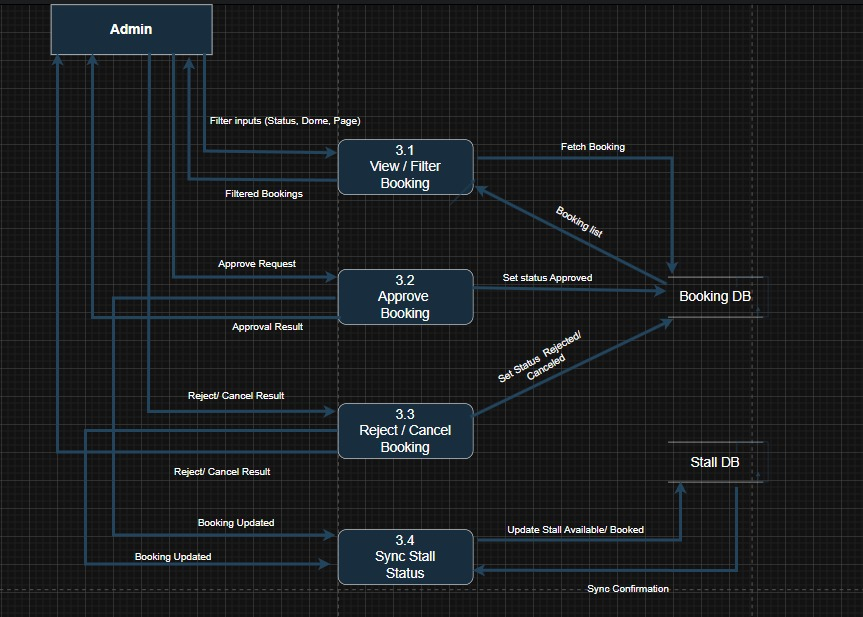 Admin
Filter inputs (Status, Dome, Page)
3.1
View / Filter
Booking
Fetch Booking
Filtered Bookings
Booking list
Approve Request
3.2
Approve
Booking
Set status Approved
Booking DB
Approval Result
Set Status Rejected/
Canceled
Reject/ Cancel Result
3.3
Reject / Cancel
Booking
Reject/ Cancel Result
Stall DB
Booking Updated
3.4
Sync Stall
Status
Update Stall Available/ Booked
Booking Updated
Sync Confirmation